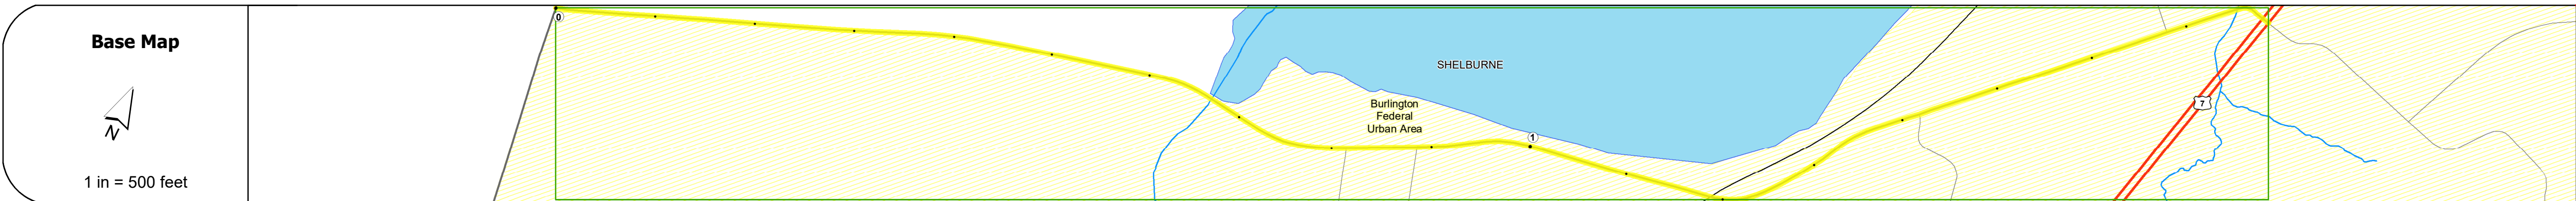 Base Map
N
1 in = 500 feet
0
SHELBURNE
Burlington
Federal
Urban Area
1
7